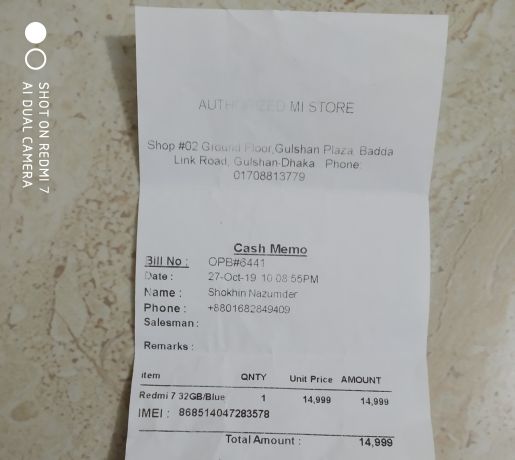 SHOT ON REDMI 7
AI DUAL CAMERA
AUTHORIZED MI STORE
Shop #02 Ground Floor,Gulshan Plaza Badda
Link Road, Gulshan-Dhaka Phone:
01708813779
Cash Memo
Bill No : OPB#6441
Date : 27-Oct-19 10:08:55PM
Name : Shokhin Nazumder
Phone : +8801682849409
Salesman :
Remarks :
Item QNTY Unit Price AMOUNT
Redmi 7 32GB/Blue 1 14,999 14,999
IMEI : 868514047283578
Total Amount : 14,999